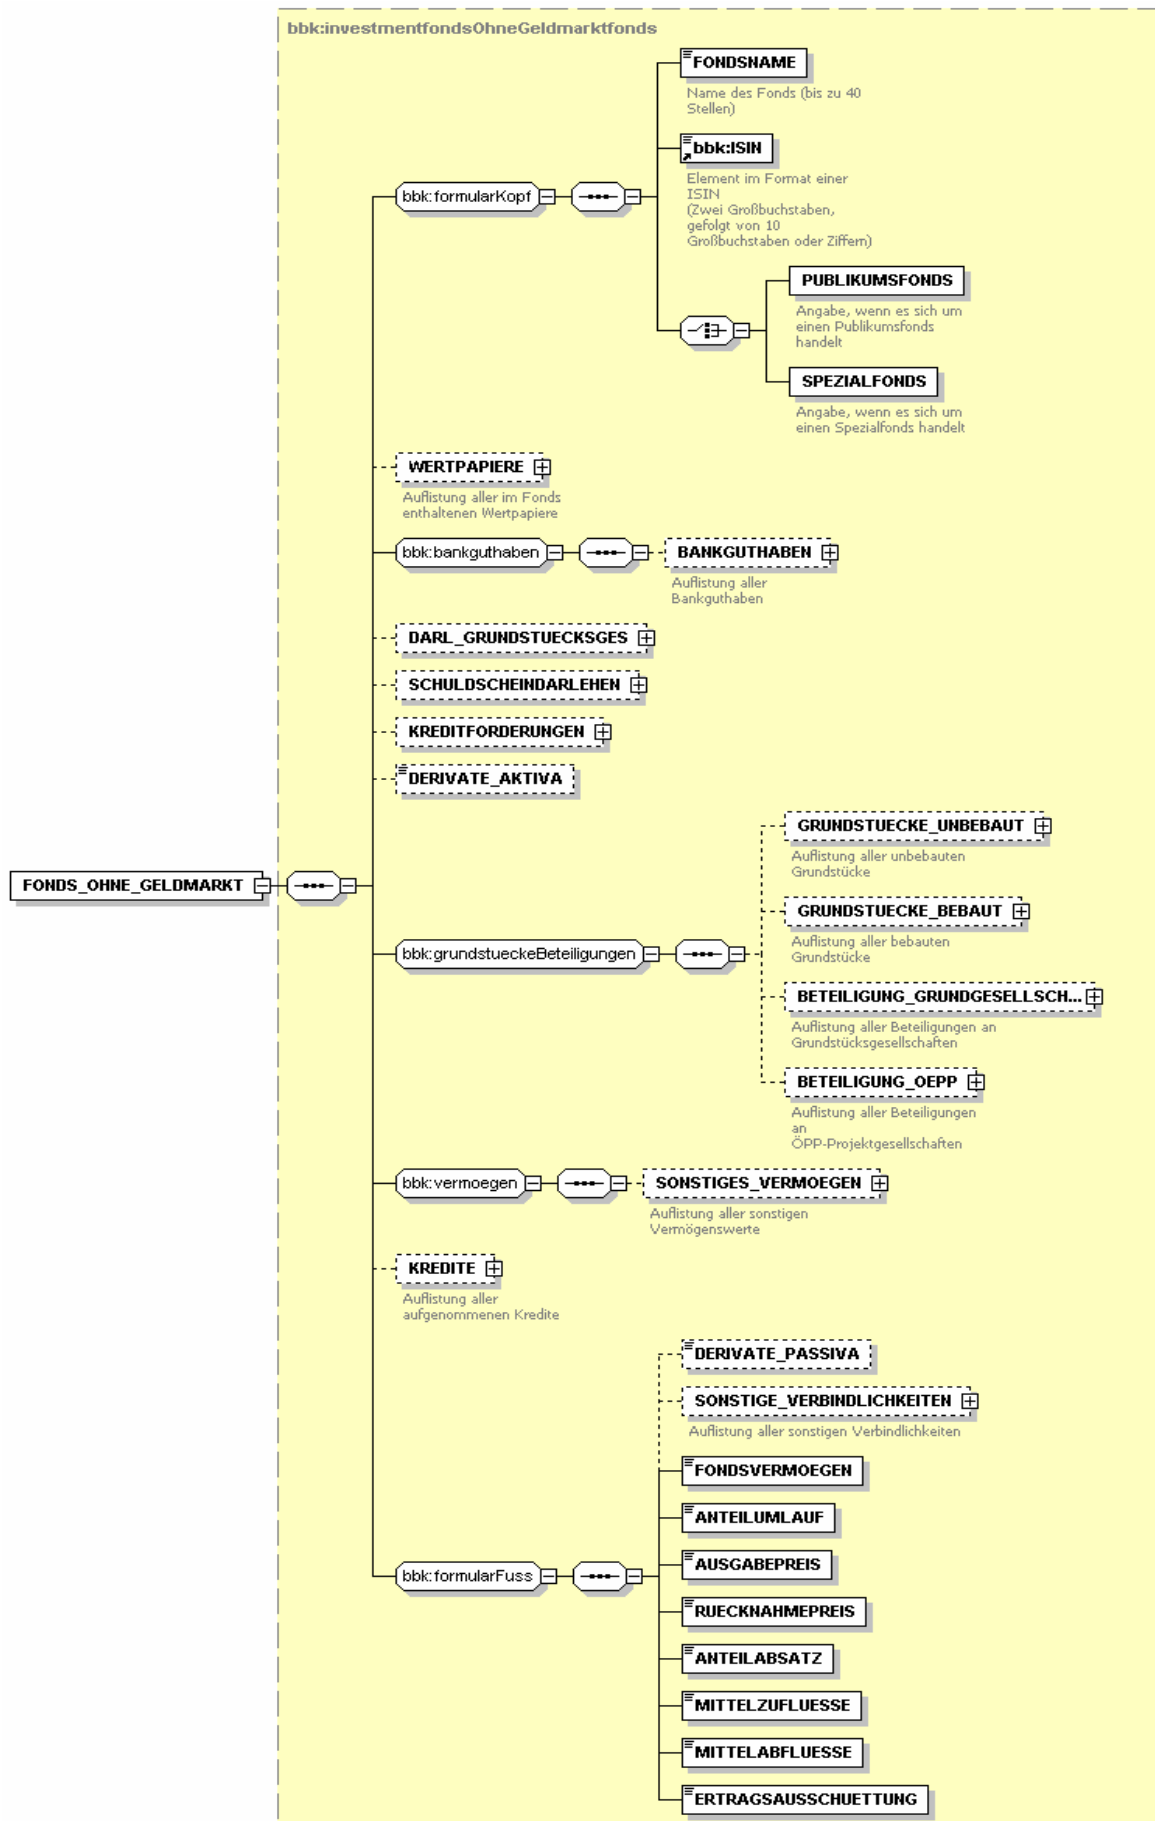 bbk:investmentfondsOhneGeldmarktfonds
FONDSNAME
Name des Fonds (bis zu 40
Stellen)
bbk:ISIN
Element im Format einer
ISIN
(Zwei Großbuchstaben,
gefolgt von 10
Großbuchstaben oder Ziffern)
bbk:formularKopf
PUBLIKUMSFONDS
Angabe, wenn es sich um
einen Publikumsfonds
handelt
SPEZIALFONDS
Angabe, wenn es sich um
einen Spezialfonds handelt
WERTPAPIERE
Auflistung aller im Fonds
enthaltenen Wertpapiere
bbk:bankguthaben
BANKGUTHABEN
Auflistung aller
Bankguthaben
DARL_GRUNDSTUECKSGES
SCHULDSCHEINDARLEHEN
KREDITFORDERUNGEN
DERIVATE_AKTIVA
FONDS_OHNE_GELDMARKT
GRUNDSTUECKE_UNBEBAUT
Auflistung aller unbebauten
Grundstücke
GRUNDSTUECKE_BEBAUT
Auflistung aller bebauten
Grundstücke
bbk:grundstueckeBeteiligungen
BETEILIGUNG_GRUNDGESELLSCH...
Auflistung aller Beteiligungen an
Grundstücksgesellschaften
BETEILIGUNG_OEPP
Auflistung aller Beteiligungen
an
ÖPP-Projektgesellschaften
bbk:vermoegen
SONSTIGES_VERMOEGEN
Auflistung aller sonstigen
Vermögenswerte
KREDITE
Auflistung aller
aufgenommenen Kredite
DERIVATE_PASSIVA
SONSTIGE_VERBINDLICHKEITEN
Auflistung aller sonstigen Verbindlichkeiten
FONDSVERMOEGEN
ANTEILUMLAUF
AUSGABEPREIS
bbk:formularFuss
RUECKNAHMEPREIS
ANTEILABSATZ
MITTELZUFLUESSE
MITTELABFLUESSE
ERTRAGSAUSSCHUETTUNG